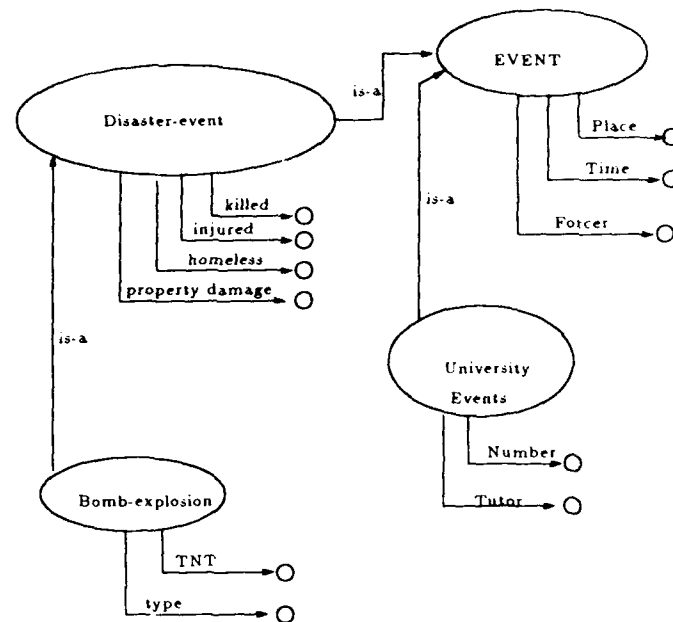 EVENT
is-a
Disaster-event
Place
Time
Forcer
is-a
killed
injured
homeless
property damage
is-a
University
Events
Number
Tutor
Bomb-explosion
TNT
type